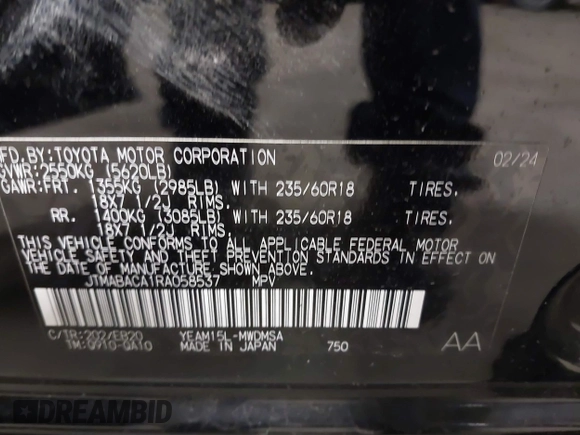 MFD. BY: TOYOTA MOTOR CORPORATION 02/24
GVWR: 2550KG (5620LB)
GAWR: FRT. 1355KG (2985LB) WITH 235/60R18 TIRES.
18X7 1/2J RIMS.
RR. 1400KG (3085LB) WITH 235/60R18 TIRES.
18X7 1/2J RIMS.
THIS VEHICLE CONFORMS TO ALL APPLICABLE FEDERAL MOTOR
VEHICLE SAFETY AND THEFT PREVENTION STANDARDS IN EFFECT ON
THE DATE OF MANUFACTURE SHOWN ABOVE.
JTMABACA1RA058537 MPV
C/TR: 202/EB20 YEAM15L-MWDMSA
TM: Q910-QA10 MADE IN JAPAN 750 AA
DREAMBID